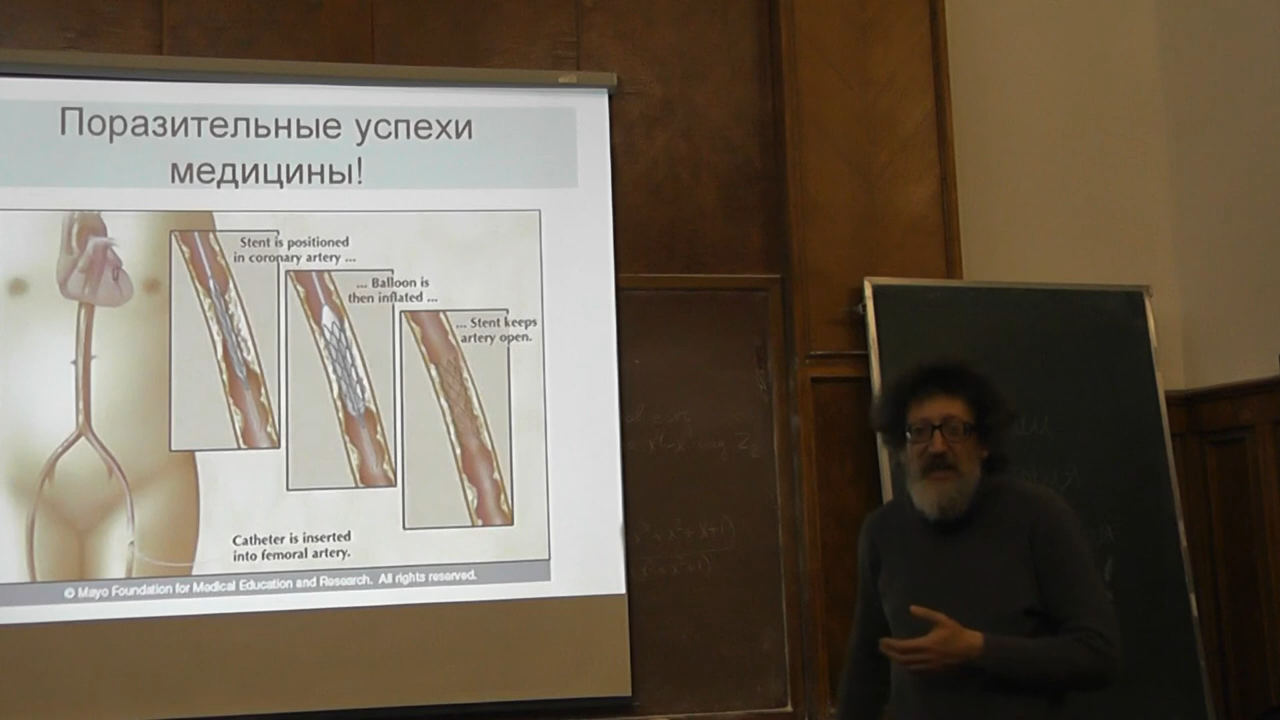 Поразительные успехи
медицины!
Stent is positioned
in coronary artery ...
... Balloon is
then inflated ...
... Stent keeps
artery open.
Catheter is inserted
into femoral artery.
© Mayo Foundation for Medical Education and Research. All rights reserved.